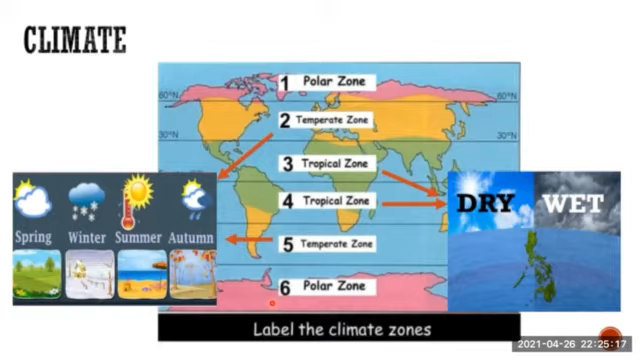 CLIMATE
1 Polar Zone
60°N
60°N
2 Temperate Zone
30°N
30°N
3 Tropical Zone
4 Tropical Zone
5 Temperate Zone
6 Polar Zone
Spring Winter Summer Autumn
DRY WET
Label the climate zones
2021-04-26 22:25:17